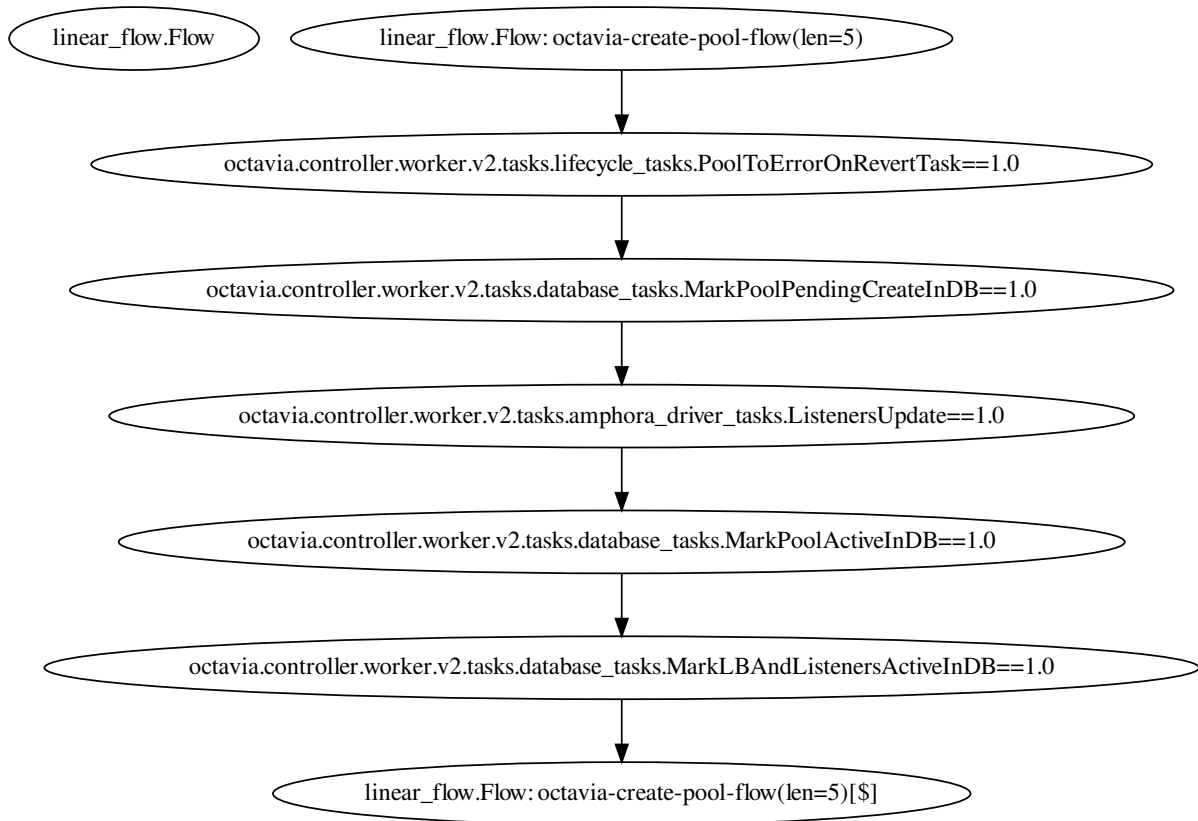 linear_flow.Flow
linear_flow.Flow: octavia-create-pool-flow(len=5)
octavia.controller.worker.v2.tasks.lifecycle_tasks.PoolToErrorOnRevertTask==1.0
octavia.controller.worker.v2.tasks.database_tasks.MarkPoolPendingCreateInDB==1.0
octavia.controller.worker.v2.tasks.amphora_driver_tasks.ListenersUpdate==1.0
octavia.controller.worker.v2.tasks.database_tasks.MarkPoolActiveInDB==1.0
octavia.controller.worker.v2.tasks.database_tasks.MarkLBAndListenersActiveInDB==1.0
linear_flow.Flow: octavia-create-pool-flow(len=5)[$]